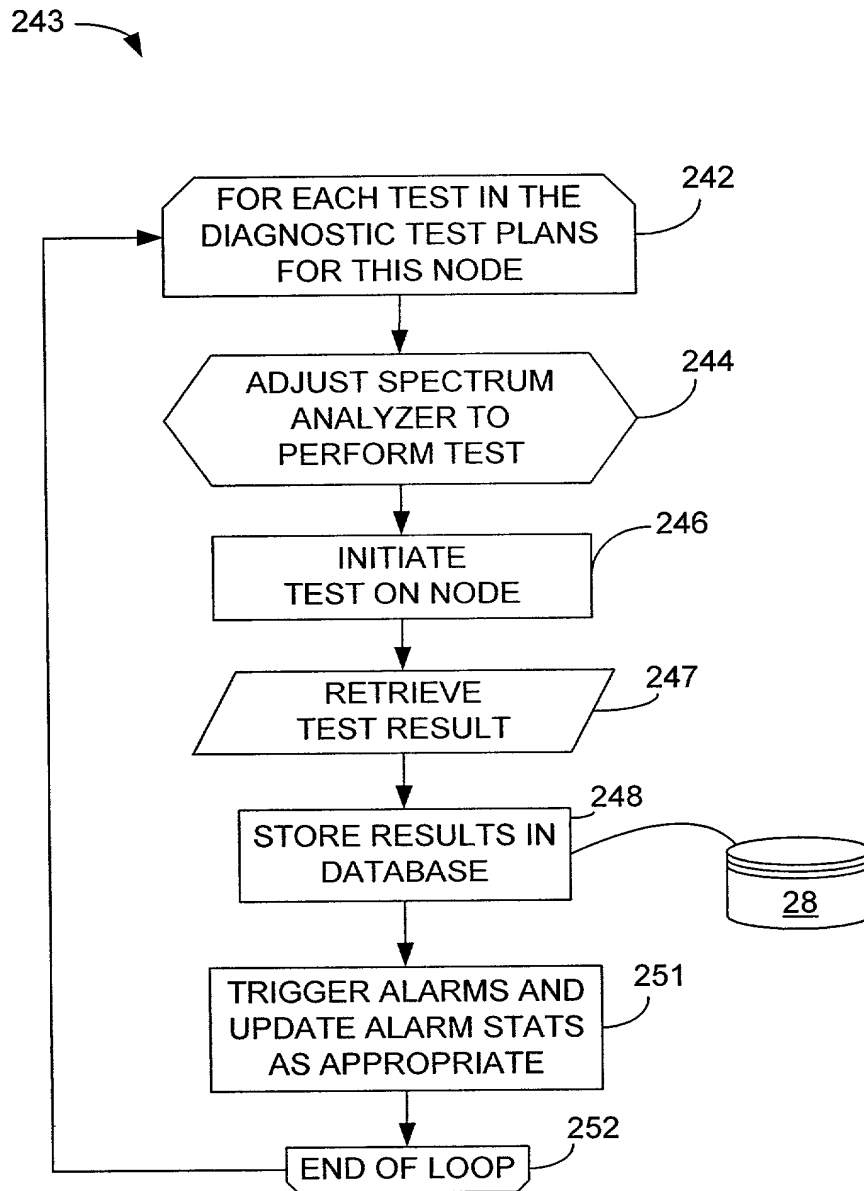 243
FOR EACH TEST IN THE
DIAGNOSTIC TEST PLANS
FOR THIS NODE
242
ADJUST SPECTRUM
ANALYZER TO
PERFORM TEST
244
INITIATE
TEST ON NODE
246
RETRIEVE
TEST RESULT
247
STORE RESULTS IN
DATABASE
248
28
TRIGGER ALARMS AND
UPDATE ALARM STATS
AS APPROPRIATE
251
END OF LOOP
252